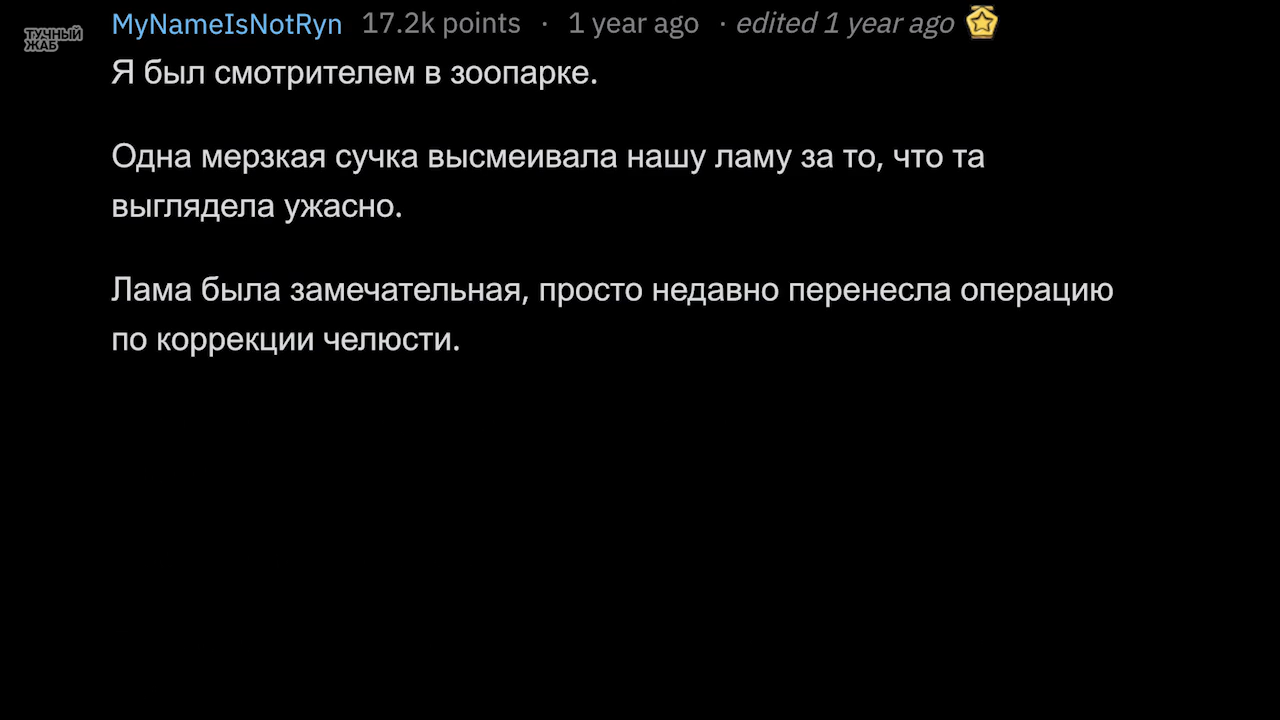 ТУЧНЫЙ
ЖАБ
MyNameIsNotRyn 17.2k points · 1 year ago · edited 1 year ago
Я был смотрителем в зоопарке.
Одна мерзкая сучка высмеивала нашу ламу за то, что та
выглядела ужасно.
Лама была замечательная, просто недавно перенесла операцию
по коррекции челюсти.